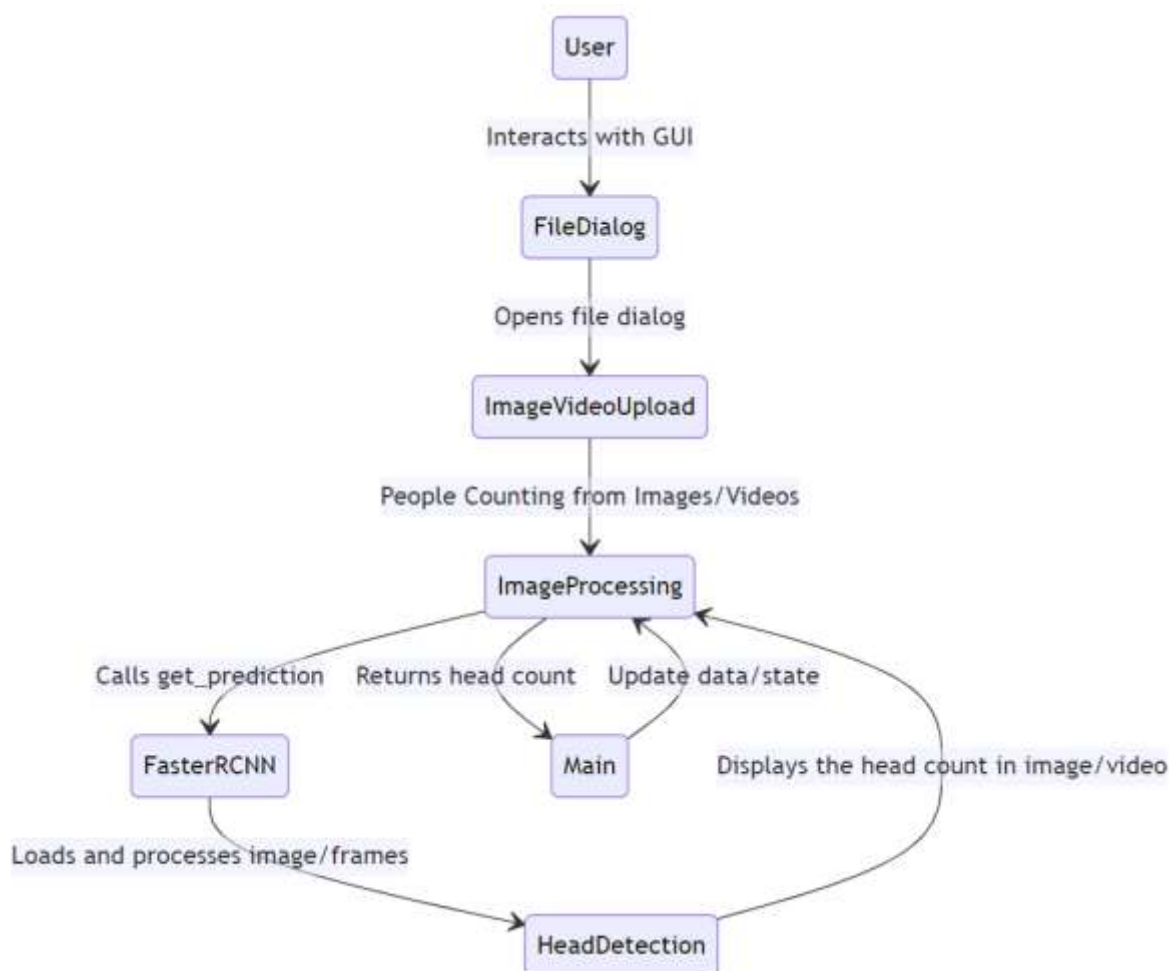 User
Interacts with GUI
FileDialog
Opens file dialog
ImageVideoUpload
People Counting from Images/Videos
ImageProcessing
Calls get_prediction
Returns head count
Update data/state
FasterRCNN
Main
Displays the head count in image/video
Loads and processes image/frames
HeadDetection